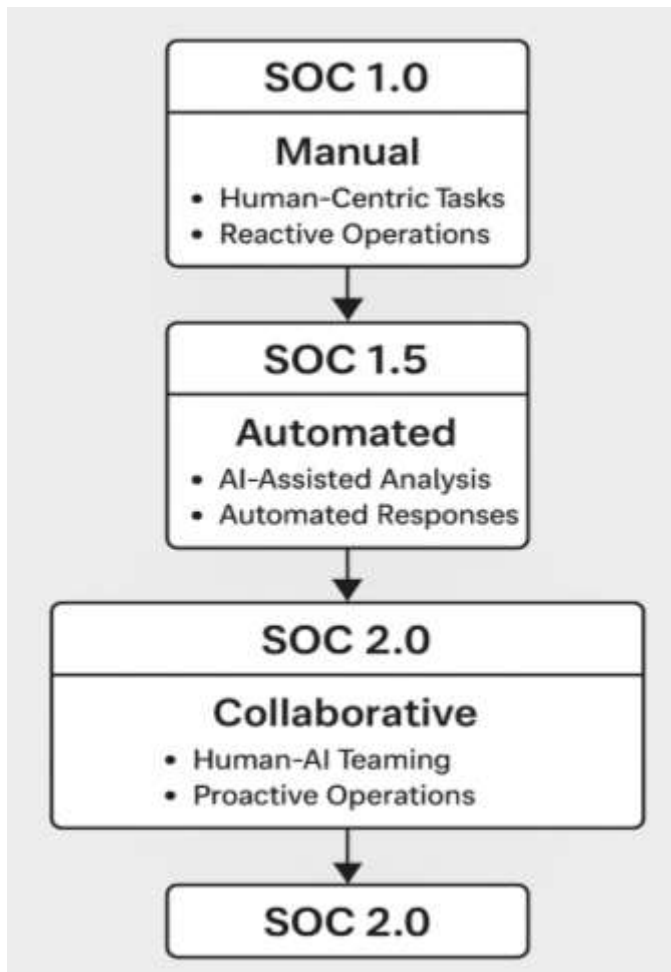 SOC 1.0
Manual
• Human-Centric Tasks
• Reactive Operations
SOC 1.5
Automated
• AI-Assisted Analysis
• Automated Responses
SOC 2.0
Collaborative
• Human-AI Teaming
• Proactive Operations
SOC 2.0